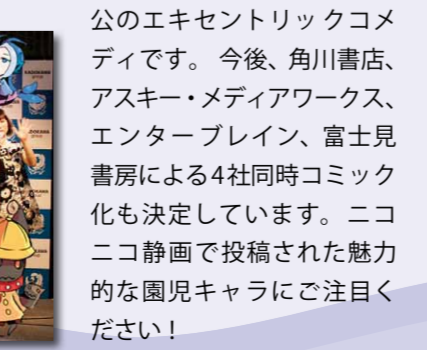 公のエキセントリックコメ
ディです。 今後、角川書店、
アスキー・メディアワークス、
エンターブレイン、富士見
書房による4社同時コミック
化も決定しています。ニコ
ニコ静画で投稿された魅力
的な園児キャラにご注目く
ださい！